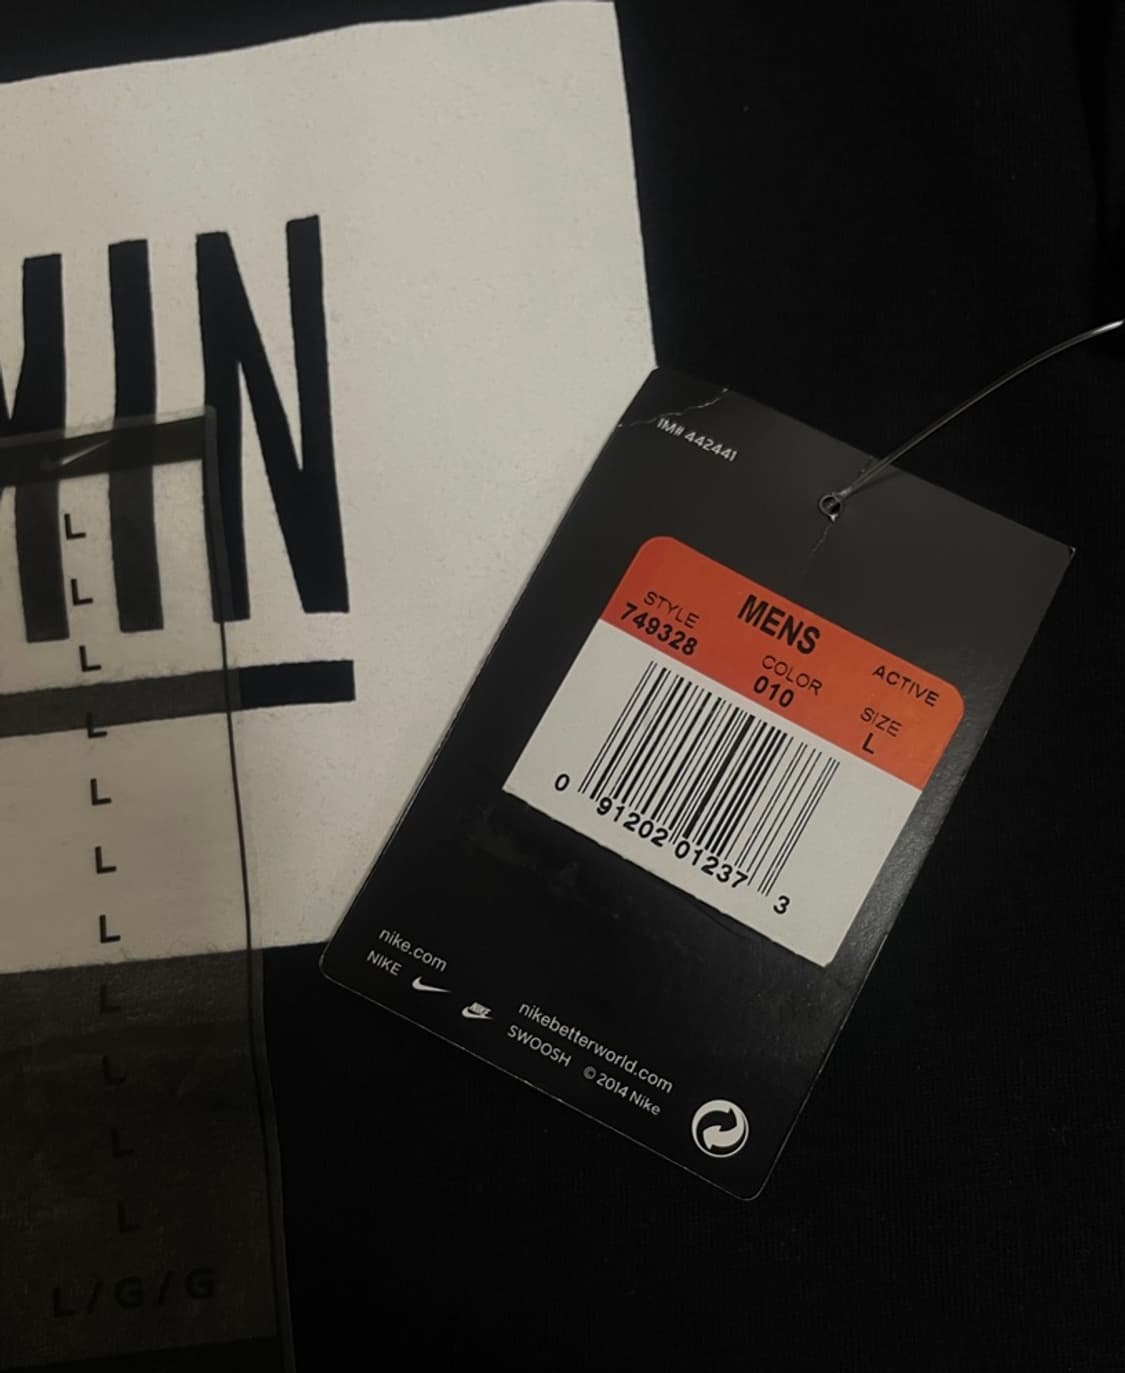 MIN
L
L
L
L
L
L
L
L
L
L
L
L/G/G
IM# 442441
MENS
STYLE
749328
COLOR
010
ACTIVE
SIZE
L
0 91202 01237 3
nike.com
NIKE
NIKE
nikebetterworld.com
SWOOSH © 2014 Nike